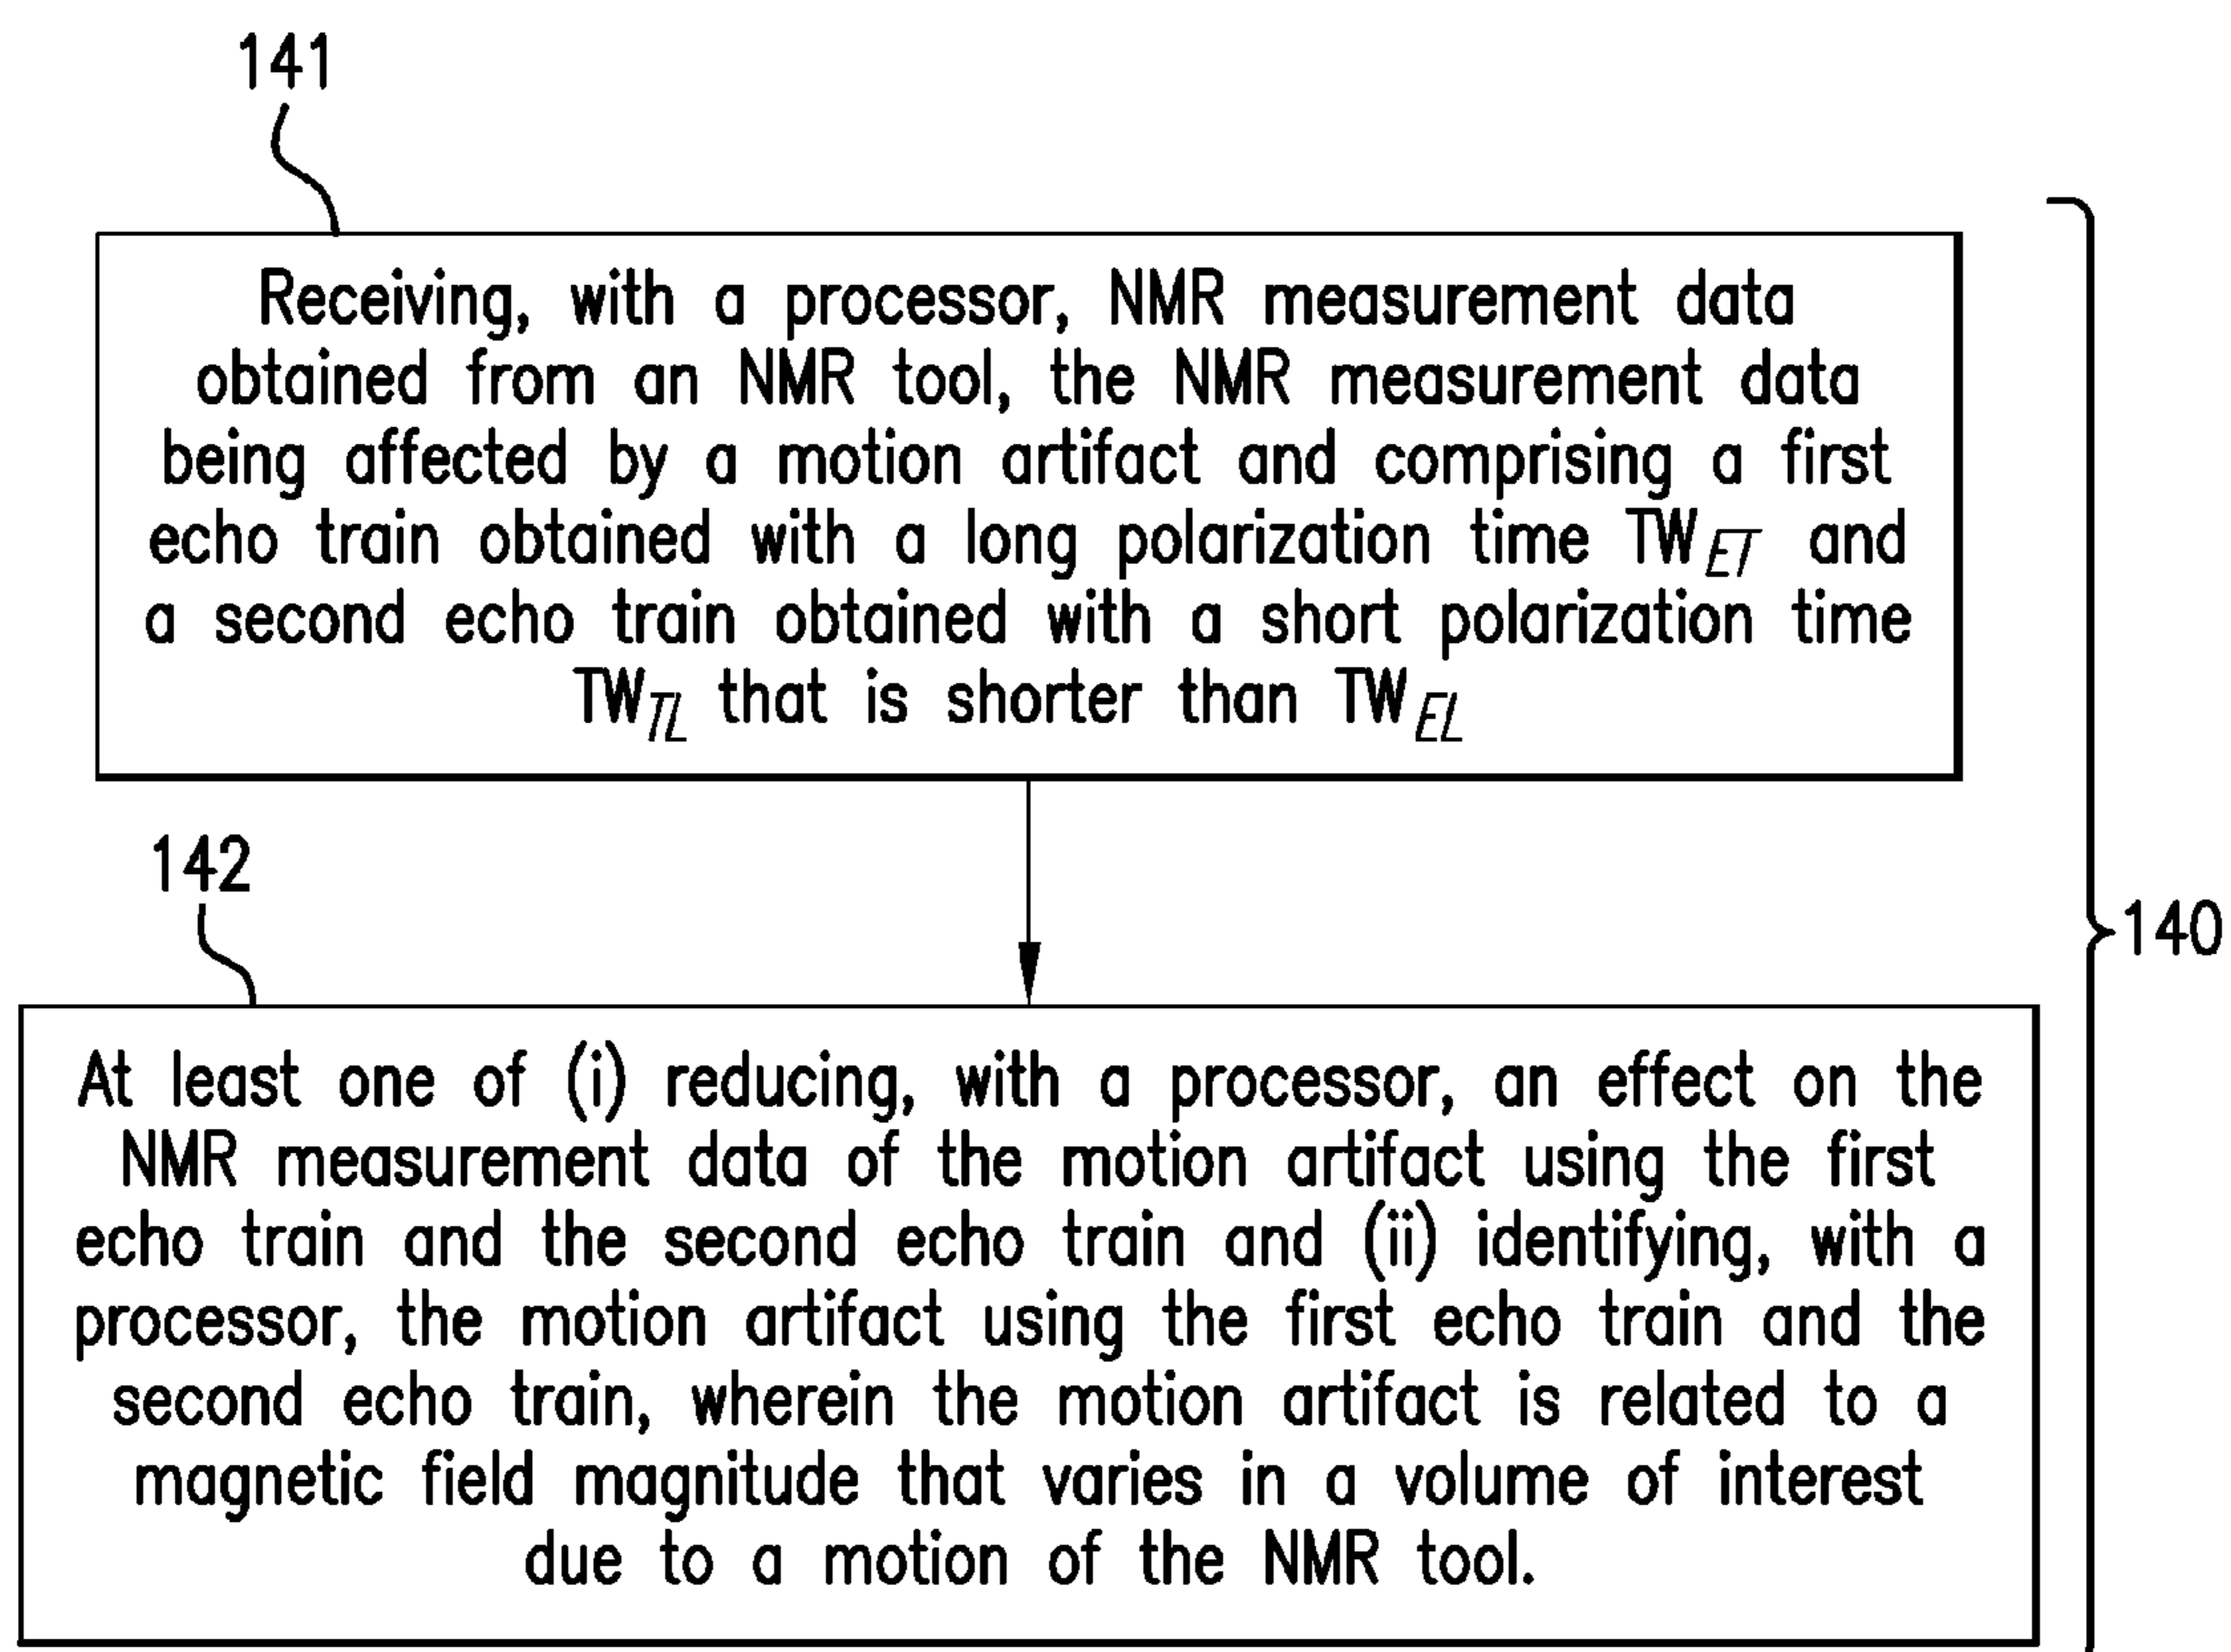 141
Receiving, with a processor, NMR measurement data
obtained from an NMR tool, the NMR measurement data
being affected by a motion artifact and comprising a first
echo train obtained with a long polarization time TW_ET and
a second echo train obtained with a short polarization time
TW_TL that is shorter than TW_EL
142
140
At least one of (i) reducing, with a processor, an effect on the
NMR measurement data of the motion artifact using the first
echo train and the second echo train and (ii) identifying, with a
processor, the motion artifact using the first echo train and the
second echo train, wherein the motion artifact is related to a
magnetic field magnitude that varies in a volume of interest
due to a motion of the NMR tool.